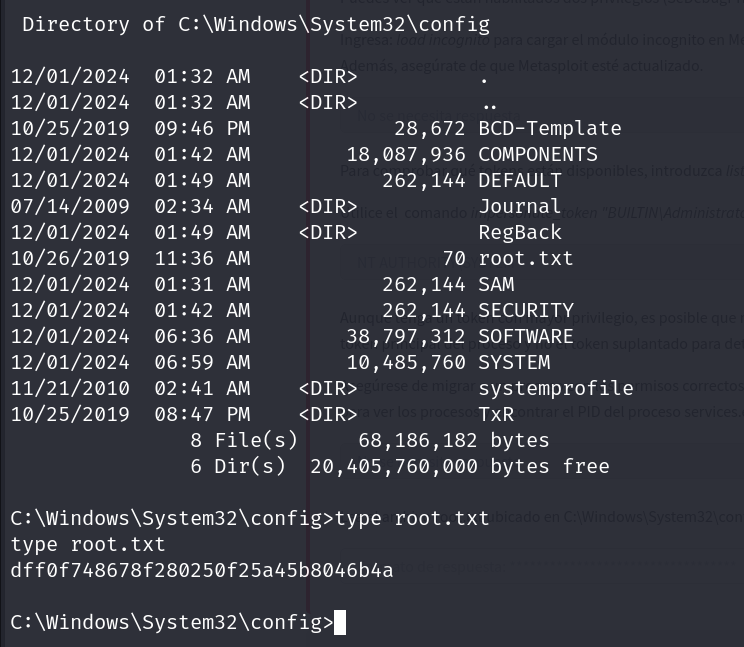 Directory of C:\Windows\System32\config
12/01/2024  01:32 AM    <DIR>          .
12/01/2024  01:32 AM    <DIR>          ..
10/25/2019  09:46 PM            28,672 BCD-Template
12/01/2024  01:42 AM        18,087,936 COMPONENTS
12/01/2024  01:49 AM           262,144 DEFAULT
07/14/2009  02:34 AM    <DIR>          Journal
12/01/2024  01:49 AM    <DIR>          RegBack
10/26/2019  11:36 AM                70 root.txt
12/01/2024  01:31 AM           262,144 SAM
12/01/2024  01:42 AM           262,144 SECURITY
12/01/2024  06:36 AM        38,797,312 SOFTWARE
12/01/2024  06:59 AM        10,485,760 SYSTEM
11/21/2010  02:41 AM    <DIR>          systemprofile
10/25/2019  08:47 PM    <DIR>          TxR
               8 File(s)     68,186,182 bytes
               6 Dir(s)  20,405,760,000 bytes free
C:\Windows\System32\config>type root.txt
type root.txt
dff0f748678f280250f25a45b8046b4a
C:\Windows\System32\config>